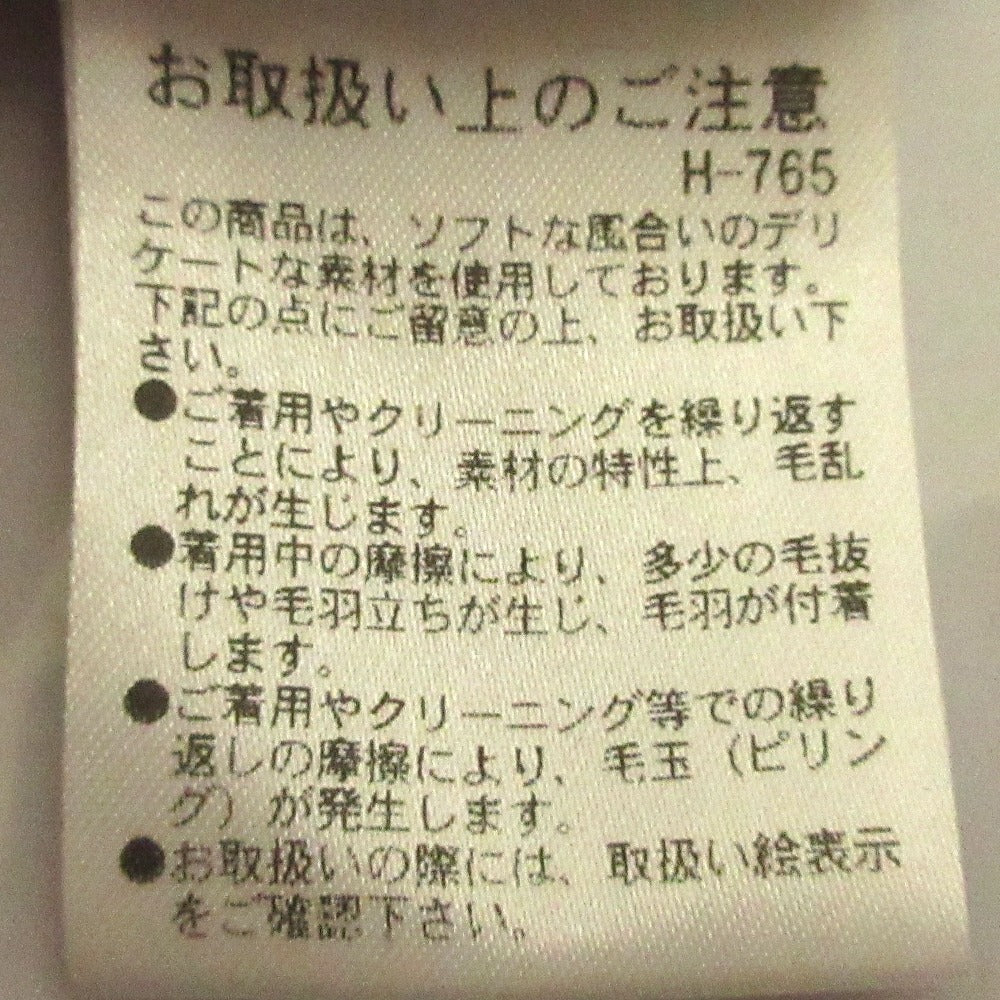 お取扱い上のご注意
H-765
この商品は、ソフトな風合いのデリ
ケートな素材を使用しております。
下記の点にご留意の上、お取扱い下
さい。
●ご着用やクリーニングを繰り返す
ことにより、素材の特性上、毛乱
れが生じます。
●着用中の摩擦により、多少の毛抜
けや毛羽立ちが生じ、毛羽が付着
します。
●ご着用やクリーニング等での繰り
返しの摩擦により、毛玉（ピリン
グ）が発生します。
●お取扱いの際には、取扱い絵表示
をご確認下さい。